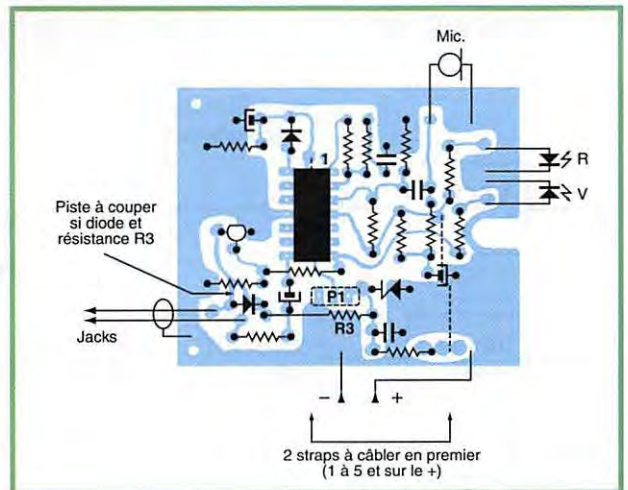 Mic.
1
R
V
Piste à couper
si diode et
résistance R3
P1
R3
Jacks
– +
2 straps à câbler en premier
(1 à 5 et sur le +)